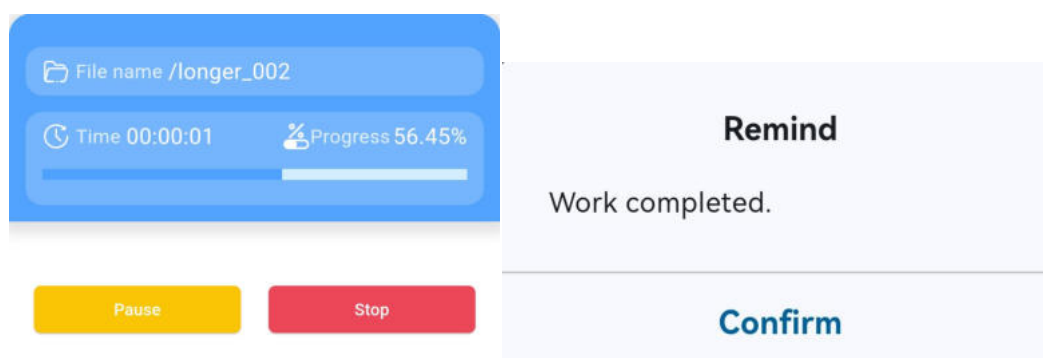 File name /longer_002
Time 00:00:01 Progress 56.45%
Pause Stop
Remind
Work completed.
Confirm